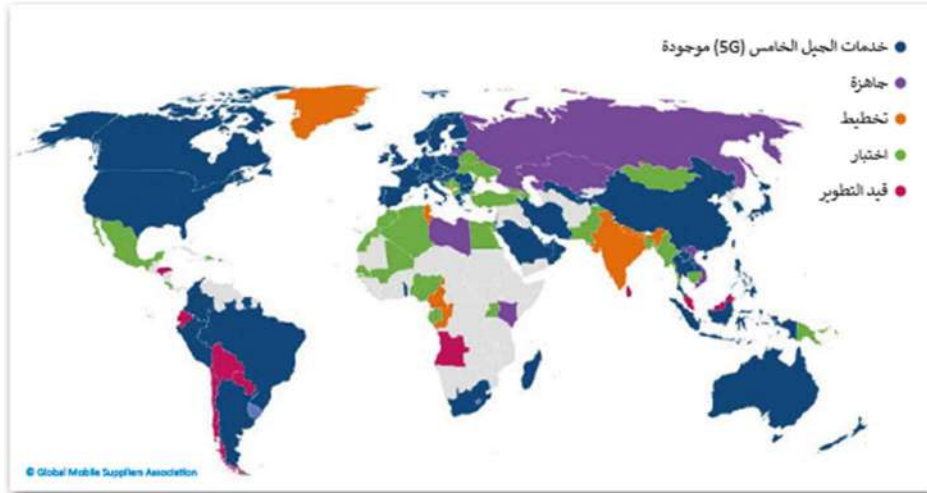 خدمات الجيل الخامس (5G) موجودة
جاهزة
تخطيط
اختبار
قيد التطوير
© Global Mobile Suppliers Association